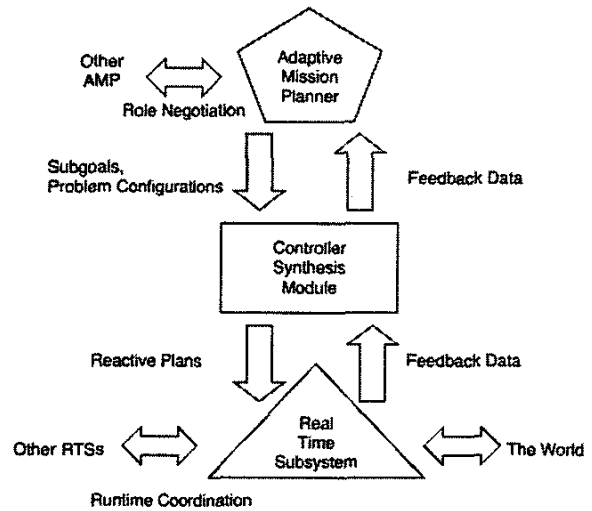 Other
AMP
Adaptive
Mission
Planner
Role Negotiation
Subgoals,
Problem Configurations
Feedback Data
Controller
Synthesis
Module
Reactive Plans
Feedback Data
Real
Time
Subsystem
Other RTSs
The World
Runtime Coordination